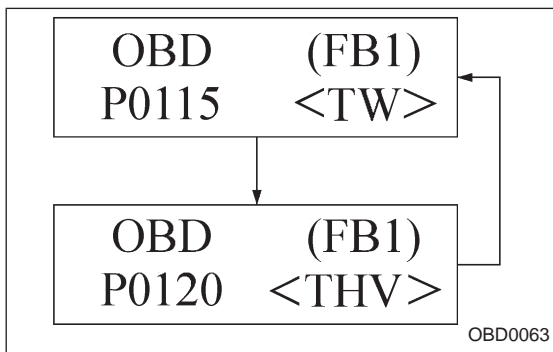 OBD (FB1)
P0115 <TW>
OBD (FB1)
P0120 <THV>
OBD0063